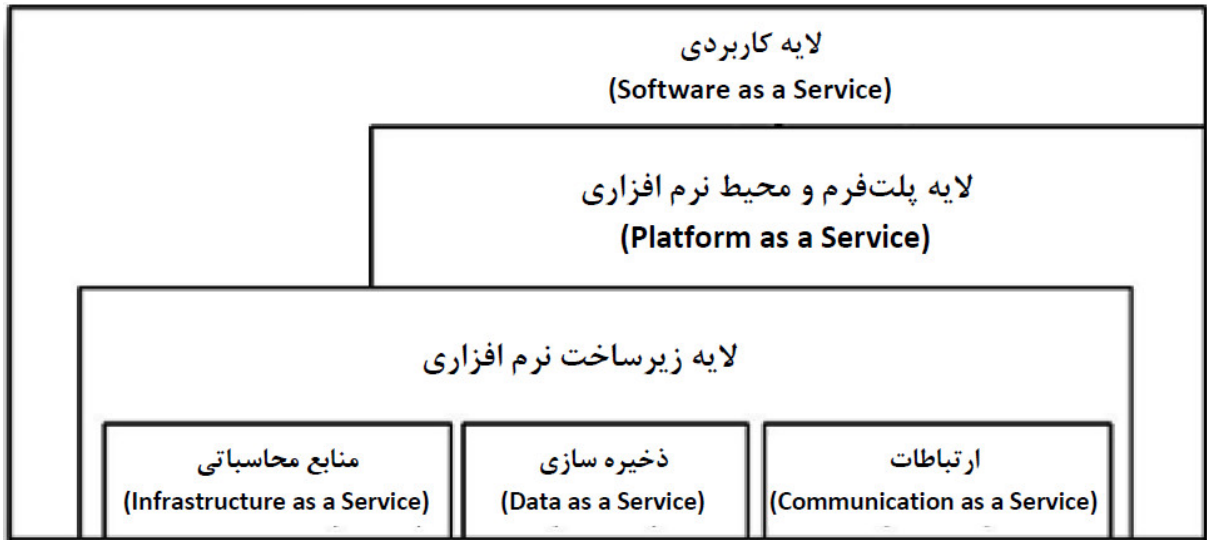 لایه کاربردی
(Software as a Service)
لایه پلت‌فرم و محیط نرم افزاری
(Platform as a Service)
لایه زیرساخت نرم افزاری
ارتباطات
(Communication as a Service)
ذخیره سازی
(Data as a Service)
منابع محاسباتی
(Infrastructure as a Service)